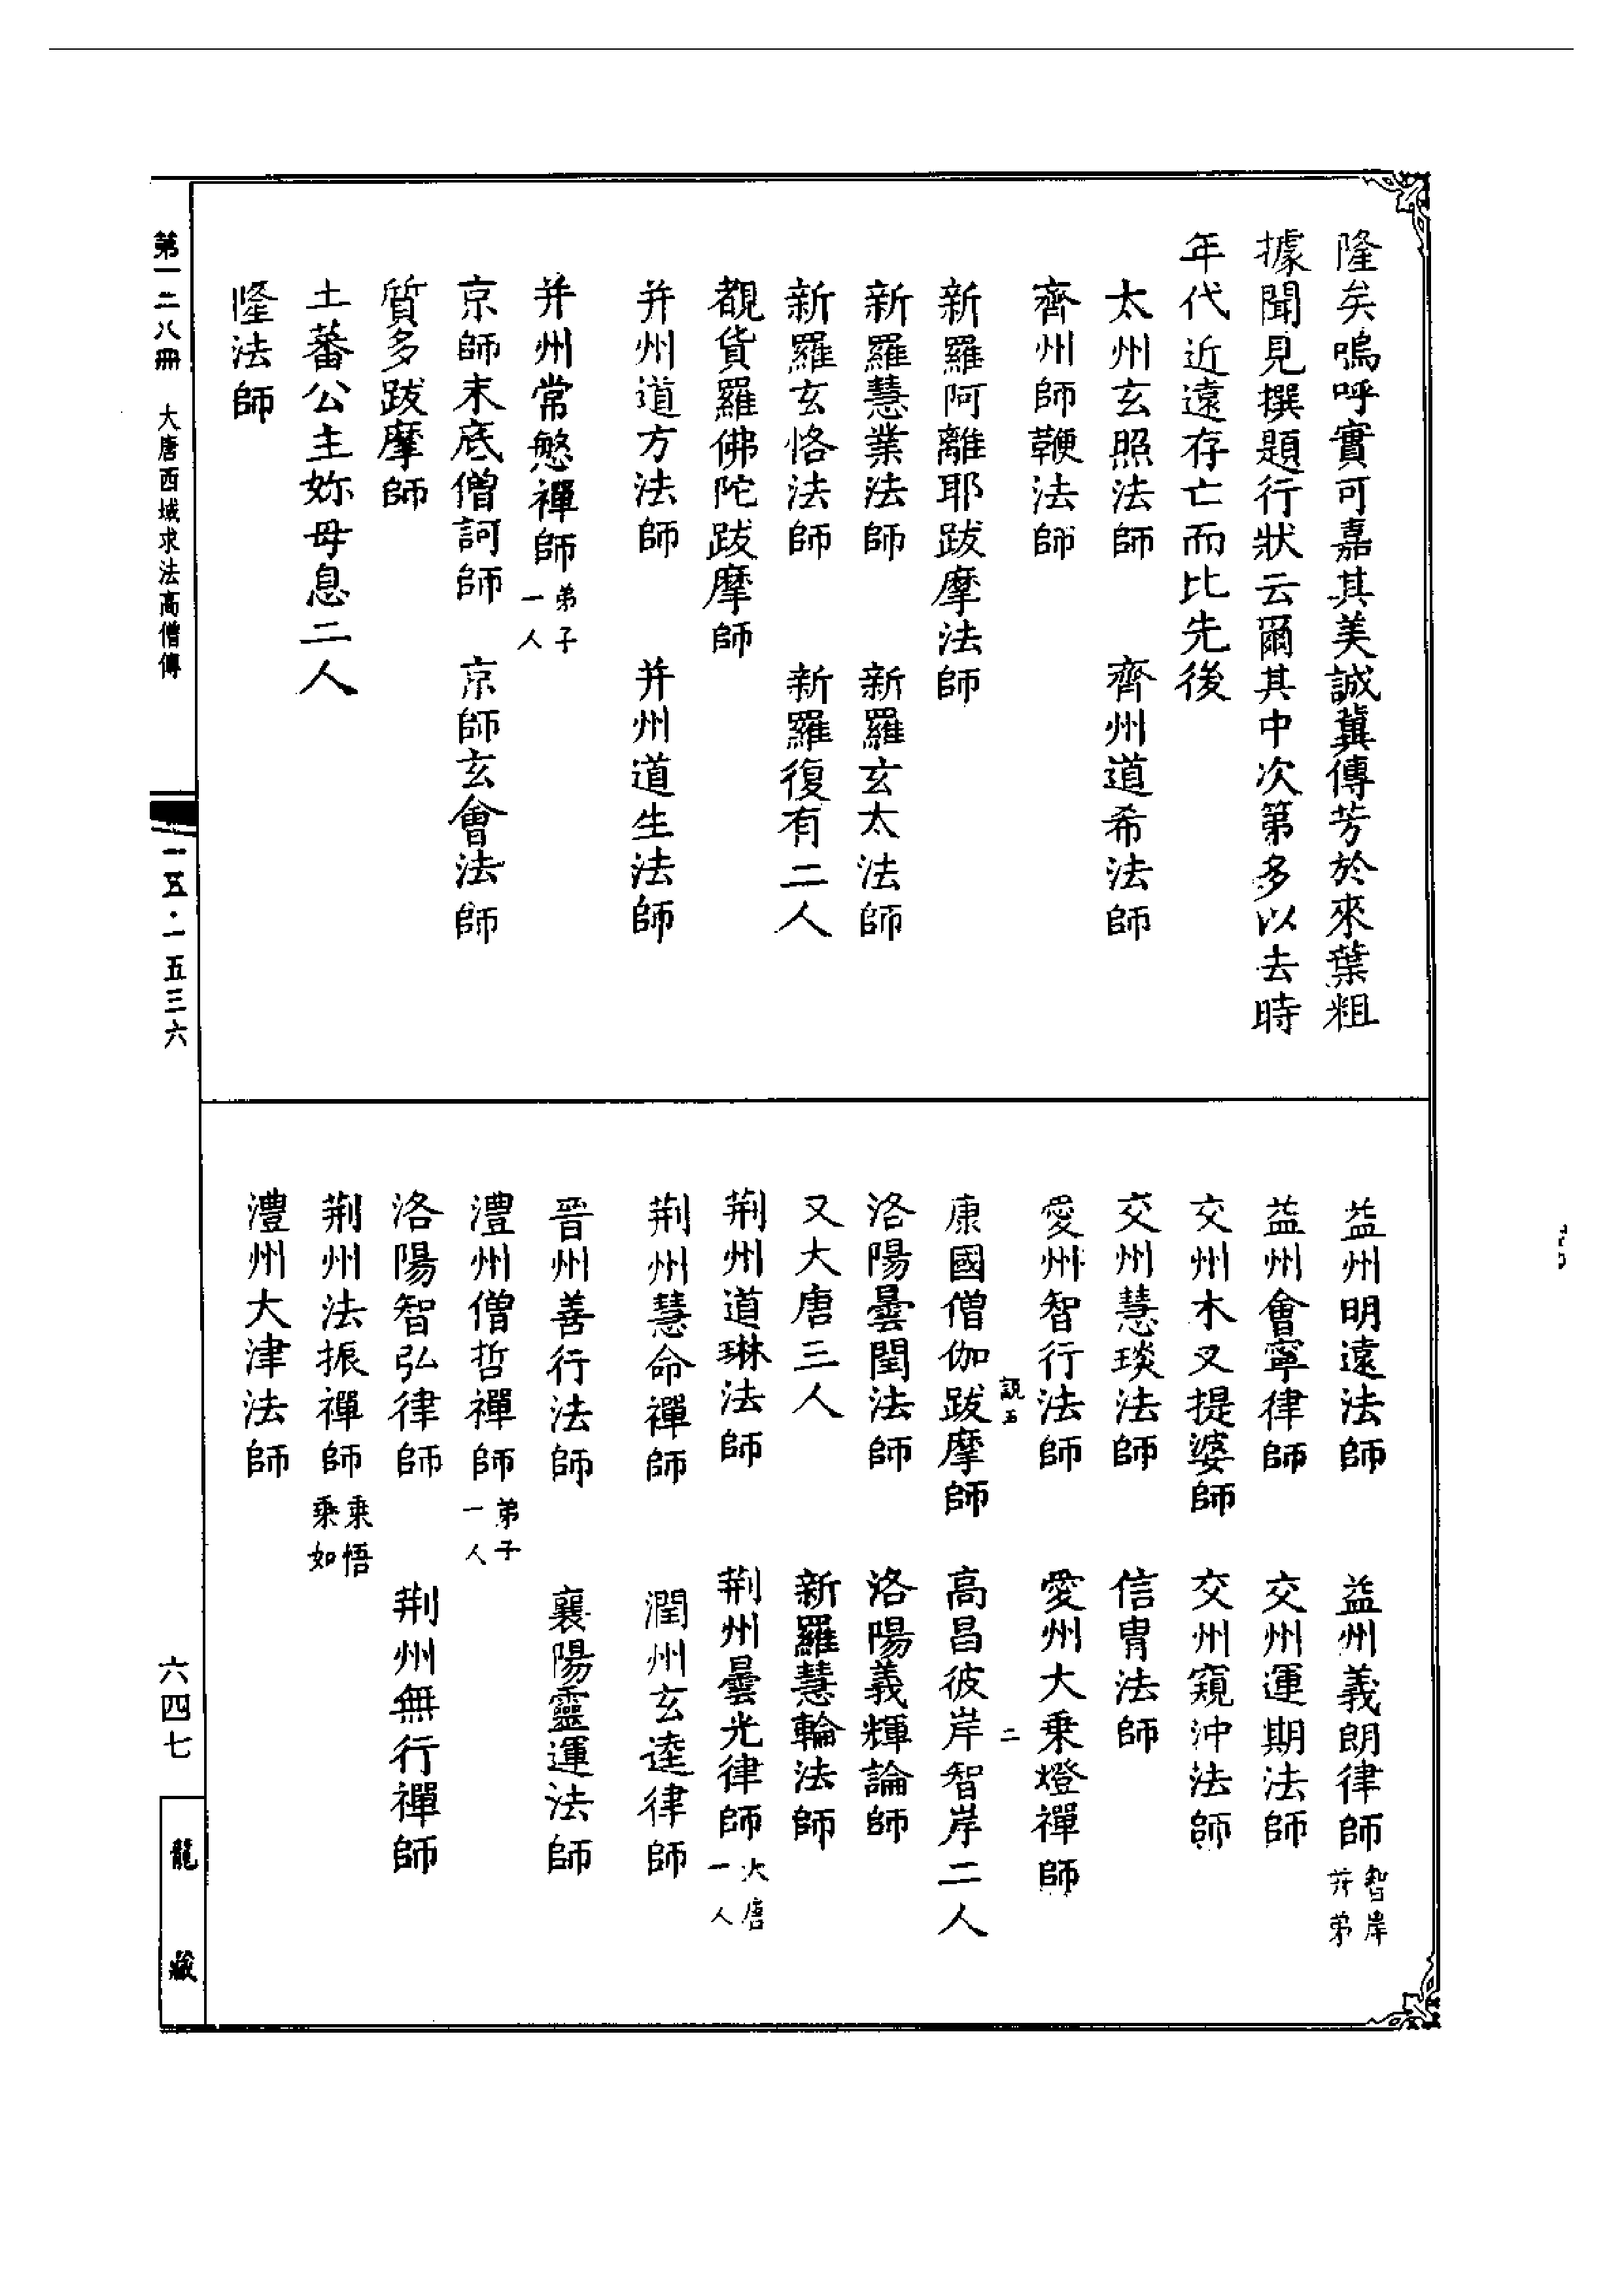 隆矣嗚呼實可嘉其美誠冀傳芳於來葉粗
據聞見撰題行狀云爾其中次第多以去時
年代近遠存亡而比先後
太州玄照法師 齊州道希法師
齊州師鞭法師
新羅阿離耶跋摩法師
新羅慧業法師 新羅玄太法師
新羅玄恪法師 新羅復有二人
覩貨羅佛陀跋摩師
并州道方法師 并州道生法師
并州常慜禪師弟子一人
京師末底僧訶師 京師玄會法師
質多跋摩師
土蕃公主妳母息二人
隆法師
益州明遠法師 益州義朗律師智岸并弟
益州會寧律師 交州運期法師
交州木叉提婆師 交州窺沖法師
交州慧琰法師 信冑法師
愛州智行法師 愛州大乘燈禪師
説五 二
康國僧伽跋摩師 高昌彼岸智岸二人
洛陽曇閏法師 洛陽義輝論師
又大唐三人 新羅慧輪法師
荆州道琳法師 荆州曇光律師大唐一人
荆州慧命禪師 潤州玄逵律師
晉州善行法師 襄陽靈運法師
澧州僧哲禪師弟子一人
洛陽智弘律師 荆州無行禪師
荆州法振禪師乘悟乘如
澧州大津法師
第一二八冊 大唐西域求法高僧傳
一五·一五三六
六四七
龍藏